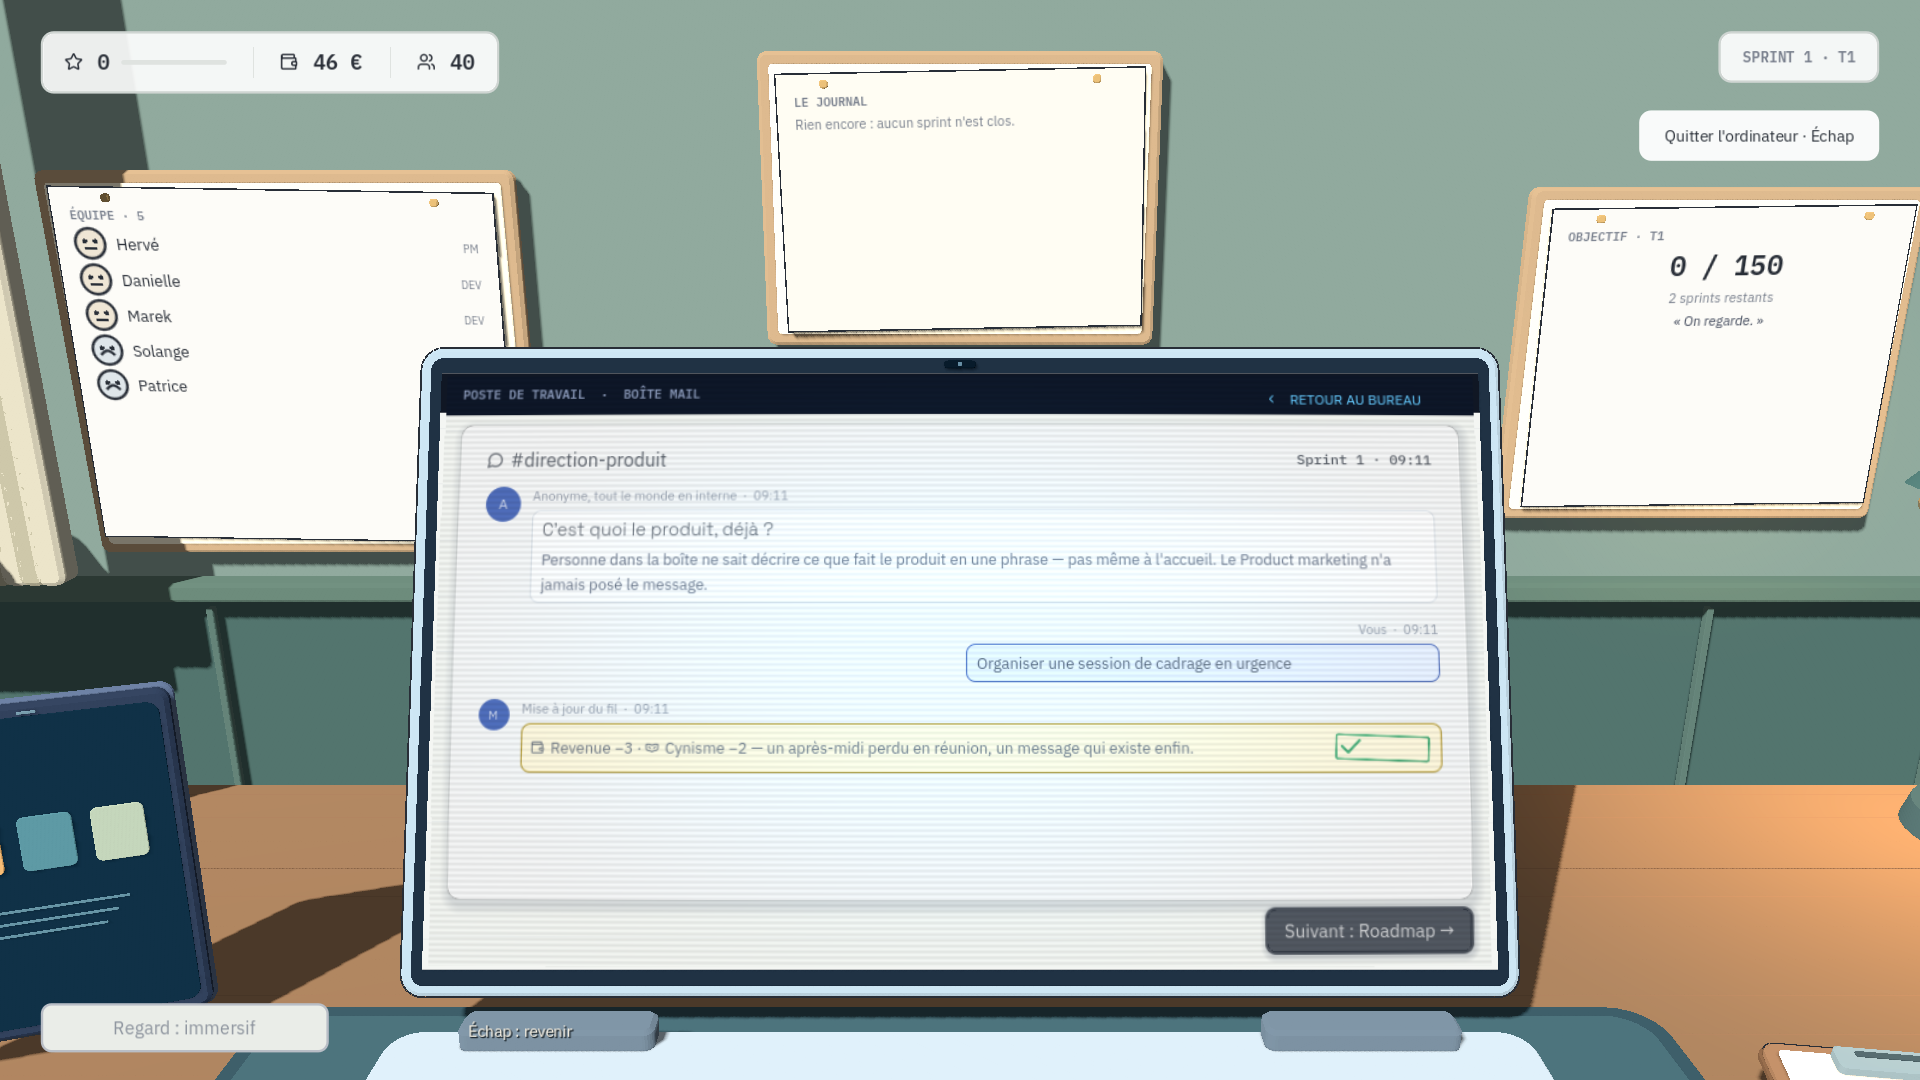 0
46 €
40
SPRINT 1 · T1
Quitter l'ordinateur · Échap
LE JOURNAL
Rien encore : aucun sprint n'est clos.
ÉQUIPE · 5
Hervé PM
Danielle DEV
Marek DEV
Solange
Patrice
OBJECTIF · T1
0 / 150
2 sprints restants
« On regarde. »
POSTE DE TRAVAIL · BOÎTE MAIL
‹ RETOUR AU BUREAU
#direction-produit
Sprint 1 · 09:11
A
Anonyme, tout le monde en interne · 09:11
C'est quoi le produit, déjà ?
Personne dans la boîte ne sait décrire ce que fait le produit en une phrase — pas même à l'accueil. Le Product marketing n'a
jamais posé le message.
Vous · 09:11
Organiser une session de cadrage en urgence
M
Mise à jour du fil · 09:11
Revenue −3 · Cynisme −2 — un après-midi perdu en réunion, un message qui existe enfin.
Suivant : Roadmap →
Regard : immersif
Échap : revenir